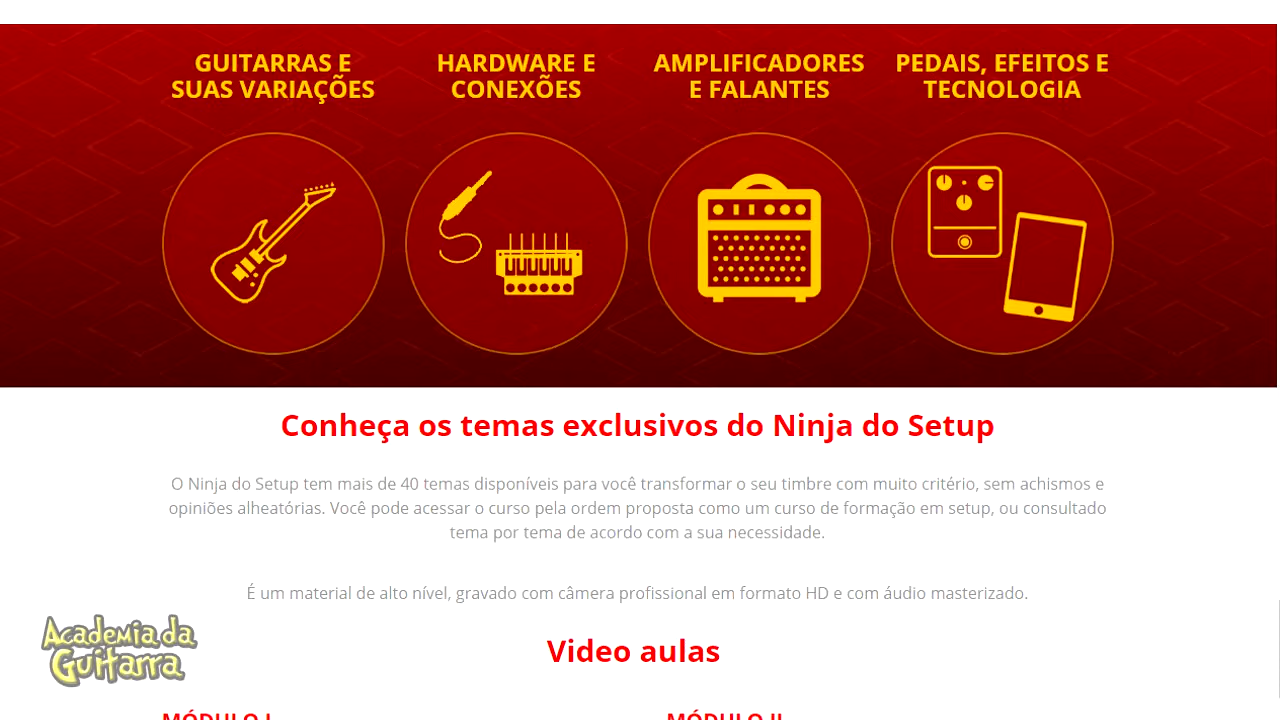 GUITARRAS E
SUAS VARIAÇÕES
HARDWARE E
CONEXÕES
AMPLIFICADORES
E FALANTES
PEDAIS, EFEITOS E
TECNOLOGIA
Conheça os temas exclusivos do Ninja do Setup
O Ninja do Setup tem mais de 40 temas disponíveis para você transformar o seu timbre com muito critério, sem achismos e
opiniões alheatórias. Você pode acessar o curso pela ordem proposta como um curso de formação em setup, ou consultado
tema por tema de acordo com a sua necessidade.
É um material de alto nível, gravado com câmera profissional em formato HD e com áudio masterizado.
Academia da
Guitarra
Video aulas
MÓDULO I
MÓDULO II